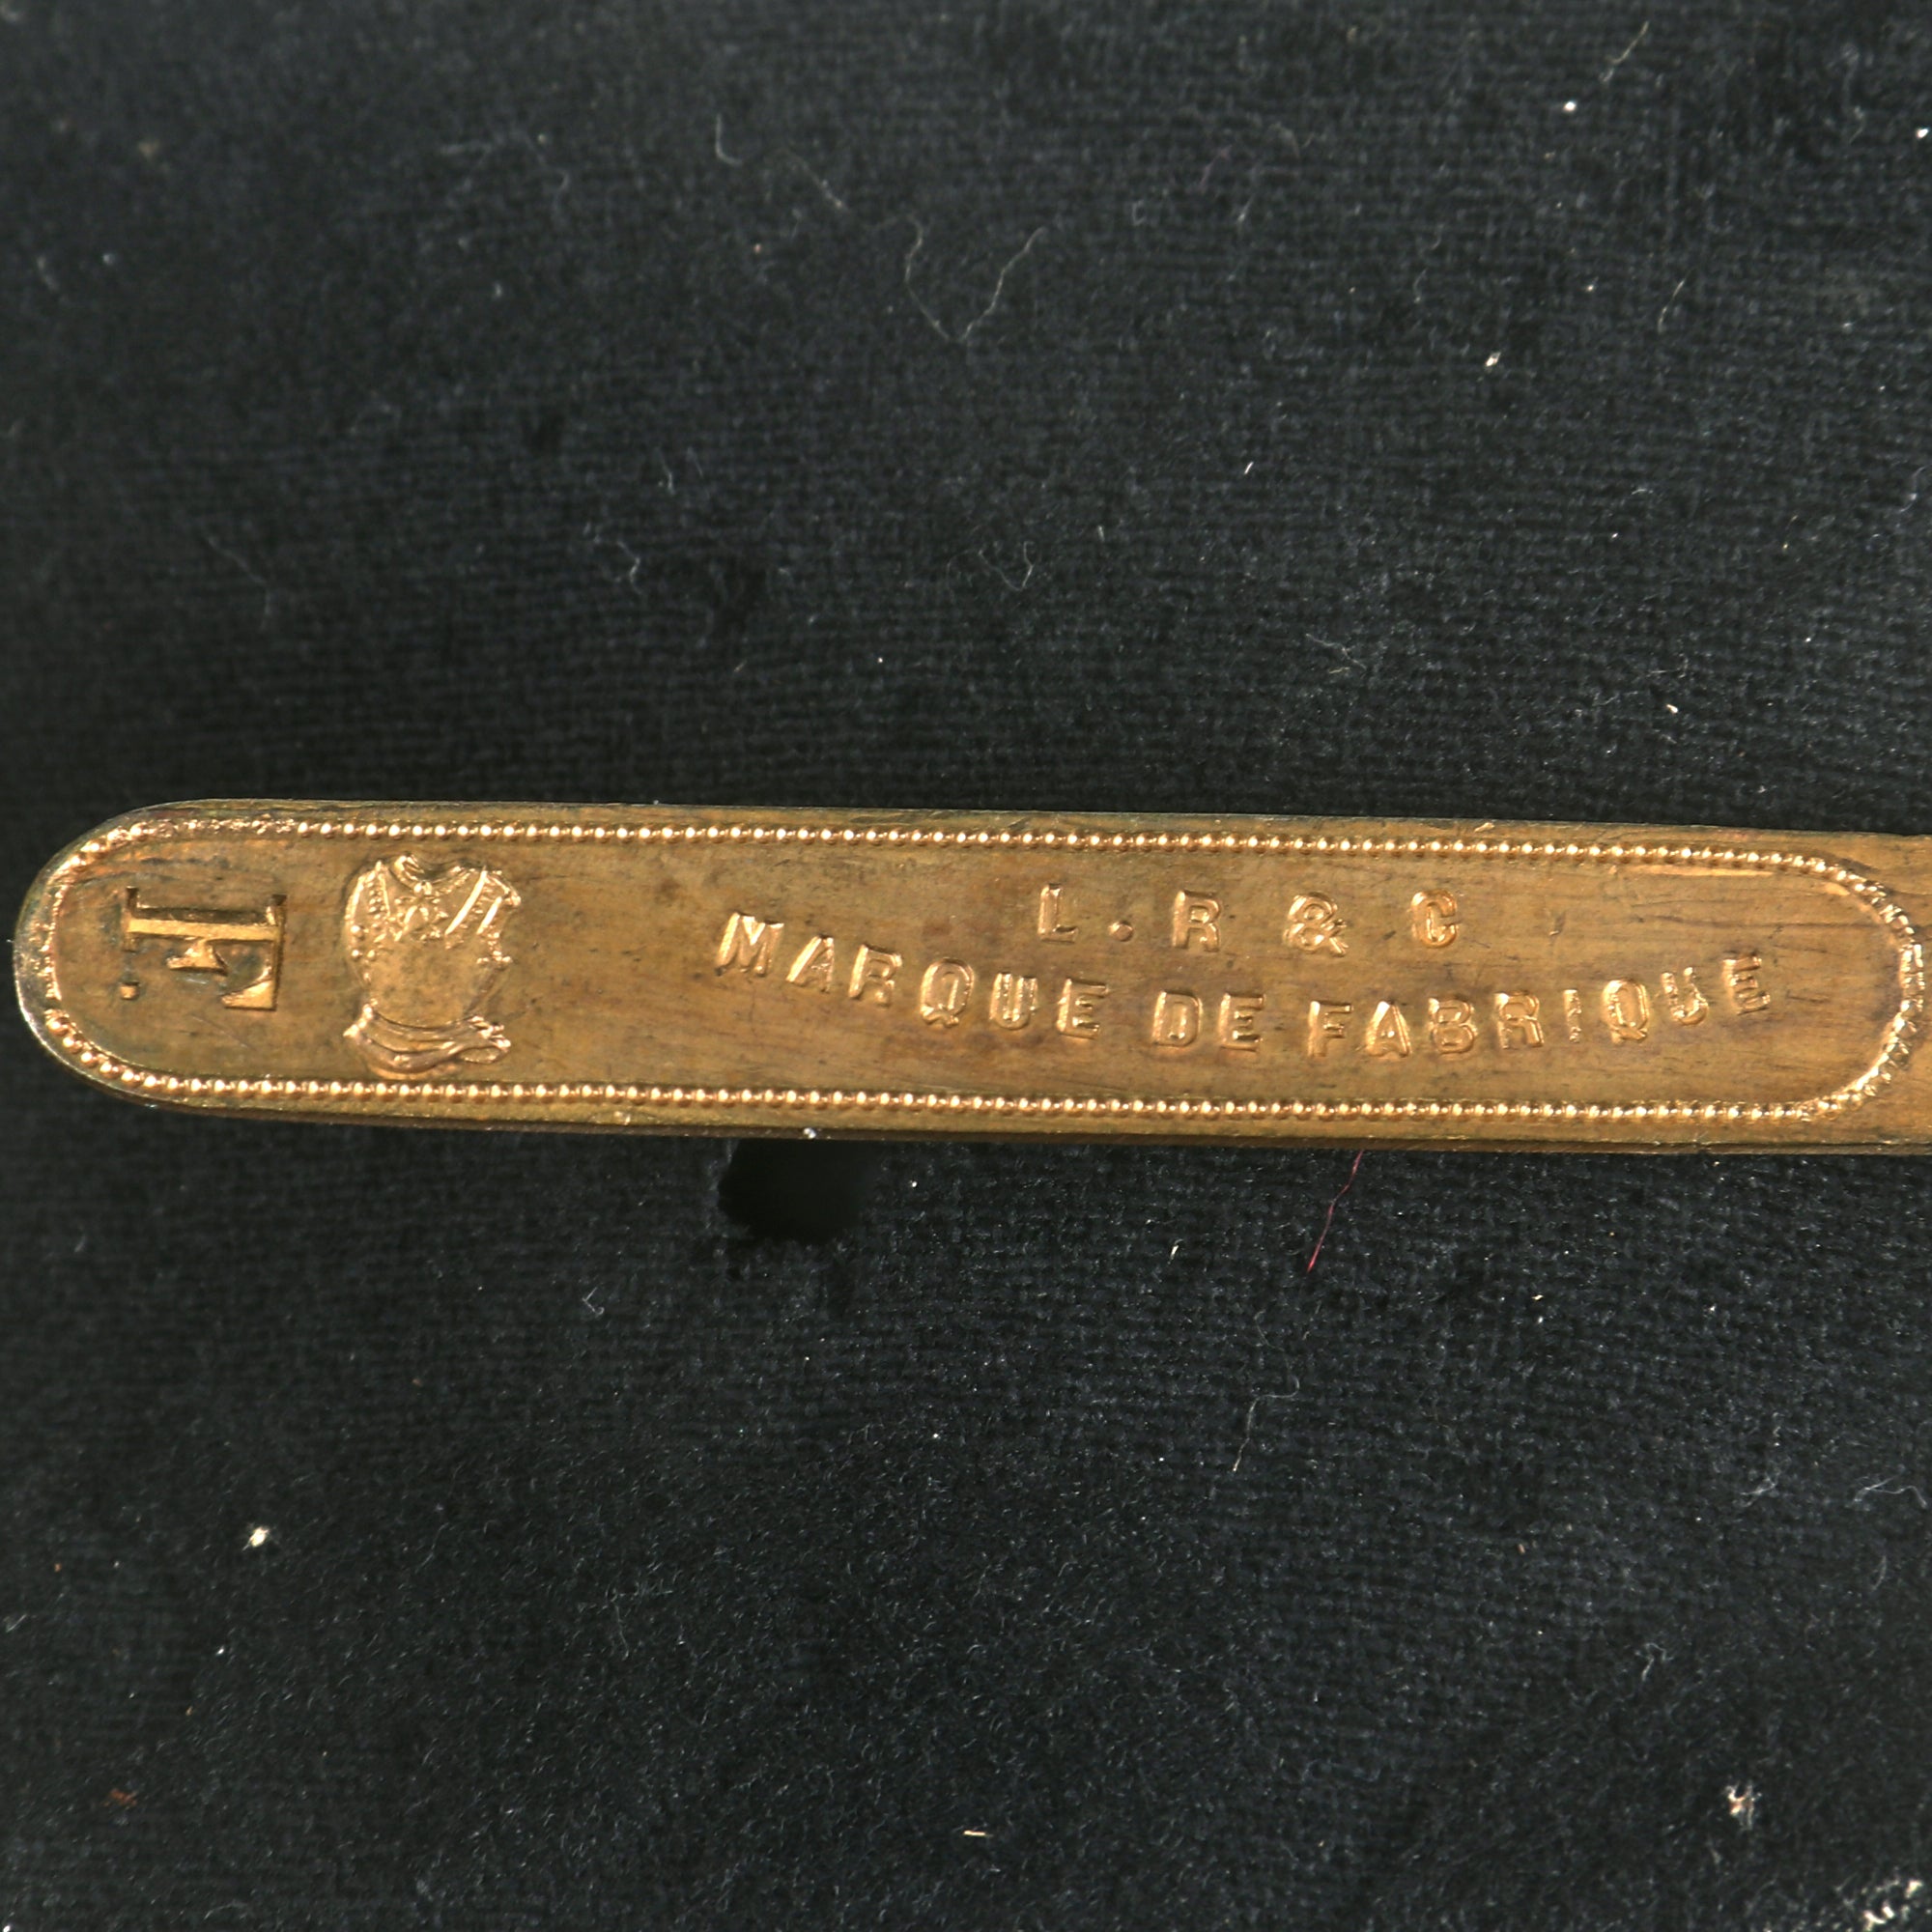 F.
L. R & C
MARQUE DE FABRIQUE